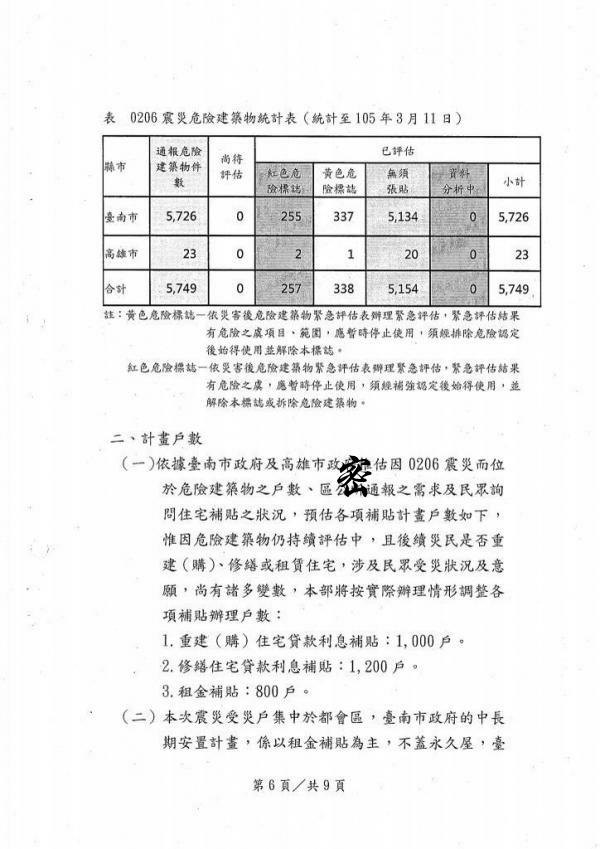 表 0206 震災危險建築物統計表(統計至 105 年 3 月 11 日)
縣市 通報危險建築物件數 尚待評估 已評估
紅色危險標誌 黃色危險標誌 無須張貼 資料分析中 小計
臺南市 5,726 0 255 337 5,134 0 5,726
高雄市 23 0 2 1 20 0 23
合計 5,749 0 257 338 5,154 0 5,749
註:黃色危險標誌—依災害後危險建築物緊急評估表辦理緊急評估,緊急評估結果
有危險之虞項目、範圍,應暫時停止使用,須經排除危險認定
後始得使用並解除本標誌。
紅色危險標誌—依災害後危險建築物緊急評估表辦理緊急評估,緊急評估結果
有危險之虞,應暫時停止使用,須經補強認定後始得使用,並
解除本標誌或拆除危險建築物。
二、計畫戶數
(一)依據臺南市政府及高雄市政 估因 0206 震災而位
密
於危險建築物之戶數、區 通報之需求及民眾詢
問住宅補貼之狀況,預估各項補貼計畫戶數如下,
惟因危險建築物仍持續評估中,且後續災民是否重
建(購)、修繕或租賃住宅,涉及民眾受災狀況及意
願,尚有諸多變數,本部將按實際辦理情形調整各
項補貼辦理戶數:
1.重建(購)住宅貸款利息補貼:1,000 戶。
2.修繕住宅貸款利息補貼:1,200 戶。
3.租金補貼:800 戶。
(二)本次震災受災戶集中於都會區,臺南市政府的中長
期安置計畫,係以租金補貼為主,不蓋永久屋,臺
第 6 頁/共 9 頁